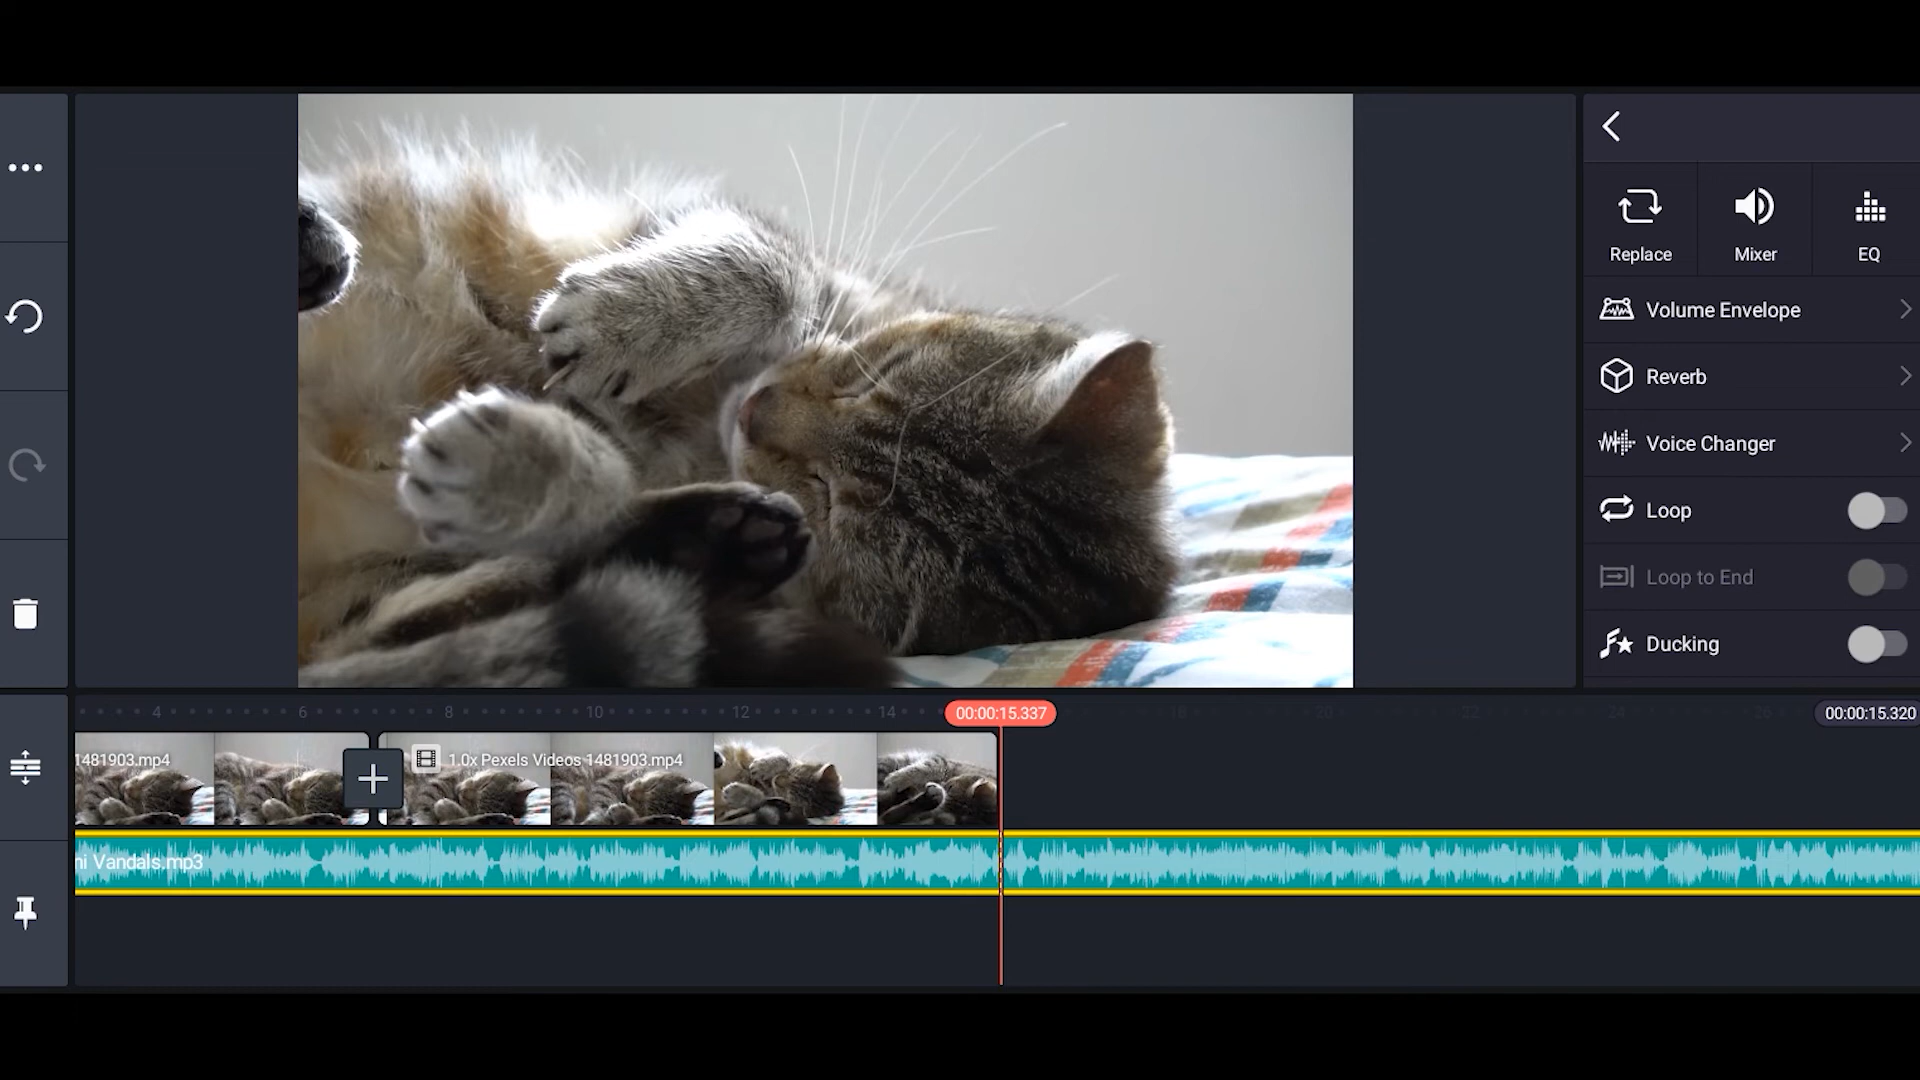 Replace
Mixer
EQ
Volume Envelope
Reverb
Voice Changer
Loop
Loop to End
Ducking
4 6 8 10 12 14 00:00:15.337 18 20 22 24 26 00:00:15.320
1481903.mp4
1.0x Pexels Videos 1481903.mp4
ni Vandals.mp3